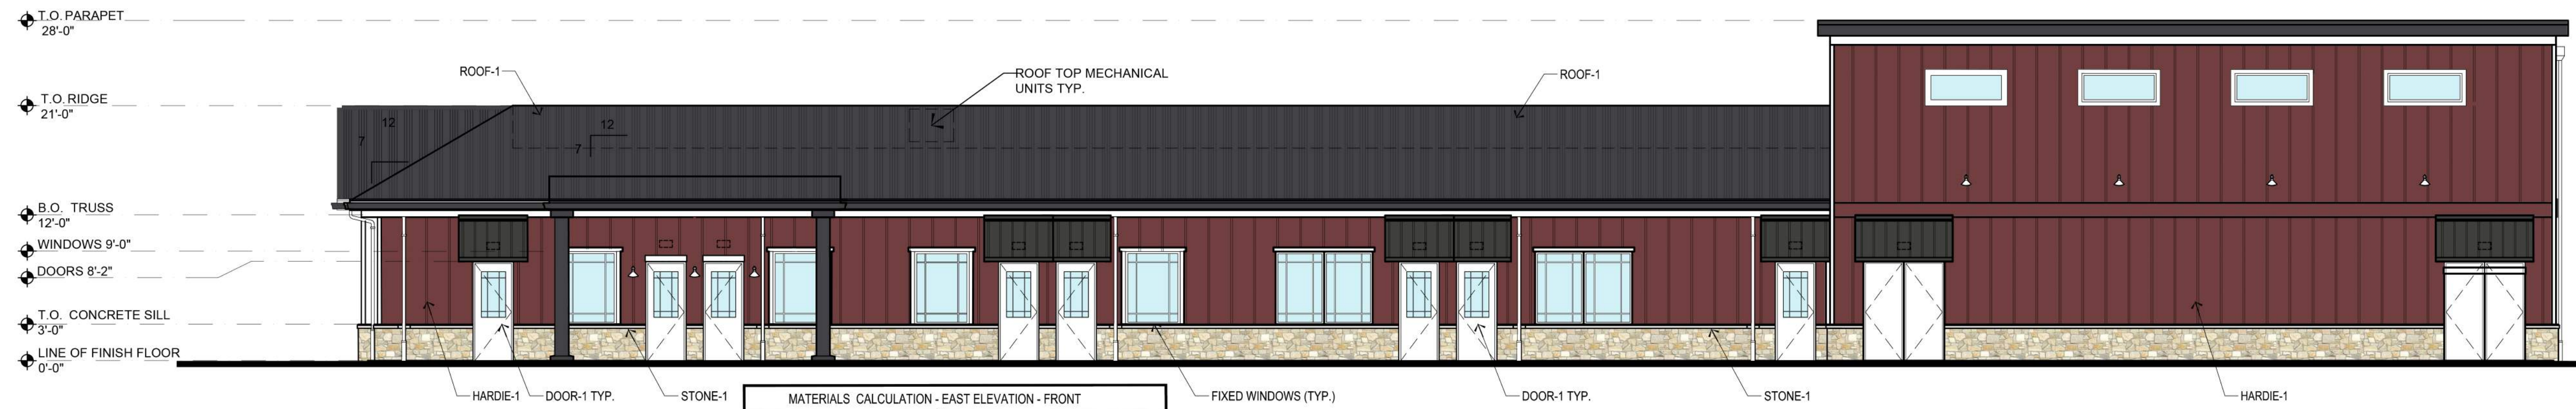 T.O. PARAPET
28'-0"
ROOF-1
ROOF TOP MECHANICAL
UNITS TYP.
ROOF-1
T.O. RIDGE
21'-0"
12
7
12
7
B.O. TRUSS
12'-0"
WINDOWS 9'-0"
DOORS 8'-2"
T.O. CONCRETE SILL
3'-0"
LINE OF FINISH FLOOR
0'-0"
HARDIE-1
DOOR-1 TYP.
STONE-1
FIXED WINDOWS (TYP.)
DOOR-1 TYP.
STONE-1
HARDIE-1
MATERIALS CALCULATION - EAST ELEVATION - FRONT